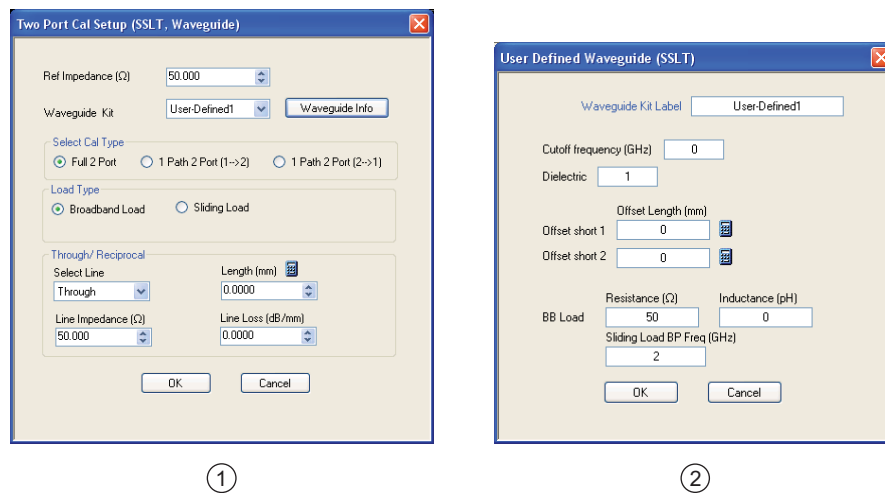 Two Port Cal Setup (SSLT, Waveguide)
Ref Impedance (Ω) 50.000
Waveguide Kit User-Defined1 Waveguide Info
Select Cal Type
Full 2 Port 1 Path 2 Port (1-->2) 1 Path 2 Port (2-->1)
Load Type
Broadband Load Sliding Load
Through/ Reciprocal
Select Line Length (mm)
Through 0.0000
Line Impedance (Ω) Line Loss (dB/mm)
50.000 0.0000
OK Cancel
1
User Defined Waveguide (SSLT)
Waveguide Kit Label User-Defined1
Cutoff frequency (GHz) 0
Dielectric 1
Offset Length (mm)
Offset short 1 0
Offset short 2 0
Resistance (Ω) Inductance (pH)
BB Load 50 0
Sliding Load BP Freq (GHz)
2
OK Cancel
2